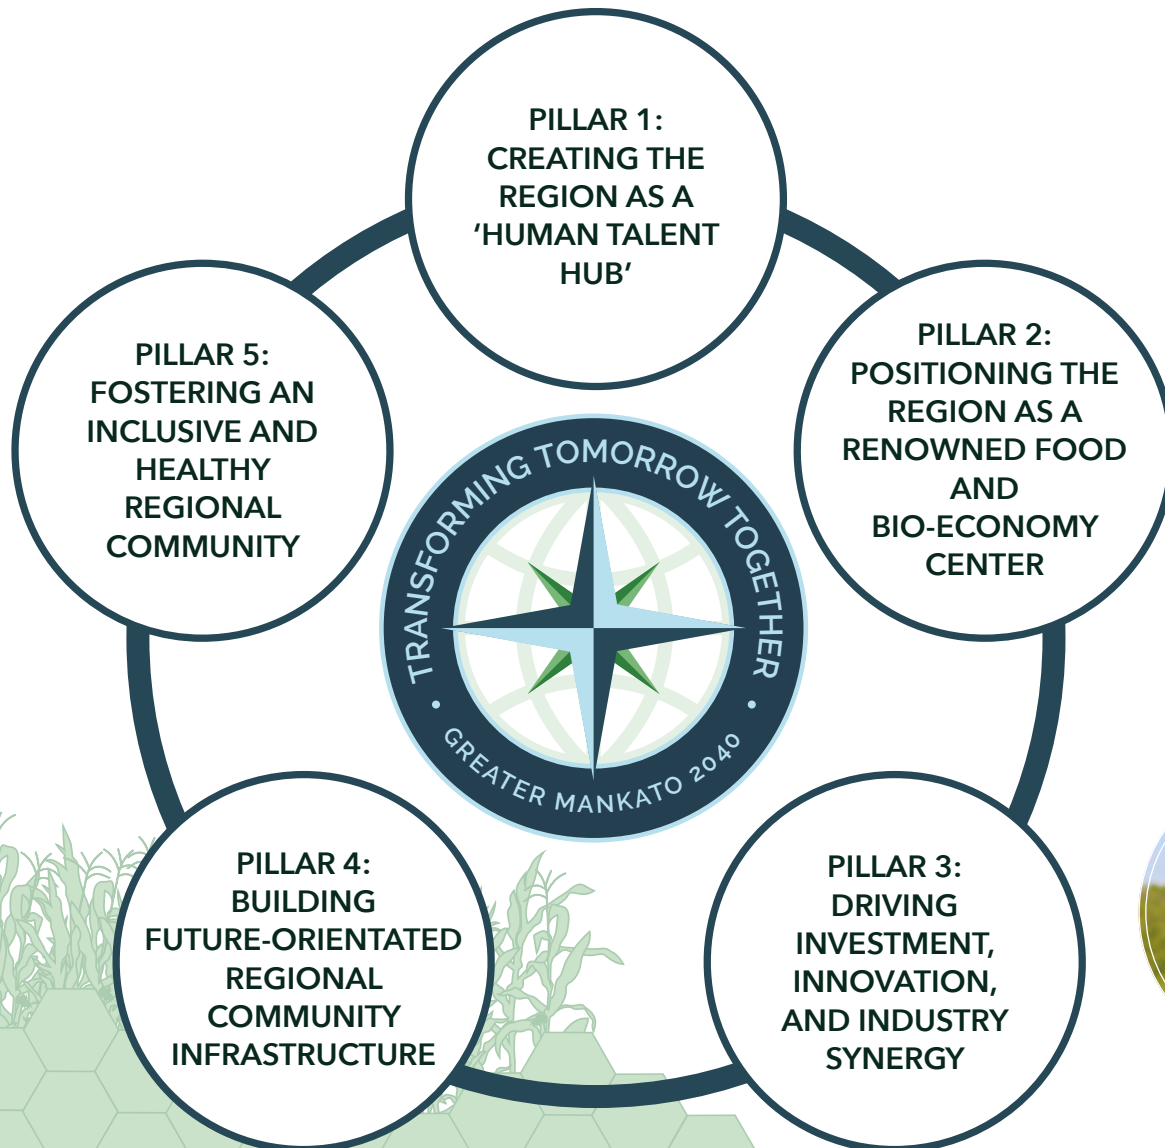 PILLAR 1:
CREATING THE
REGION AS A
‘HUMAN TALENT
HUB’
PILLAR 2:
POSITIONING THE
REGION AS A
RENOWNED FOOD
AND
BIO-ECONOMY
CENTER
PILLAR 3:
DRIVING
INVESTMENT,
INNOVATION,
AND INDUSTRY
SYNERGY
PILLAR 4:
BUILDING
FUTURE-ORIENTATED
REGIONAL
COMMUNITY
INFRASTRUCTURE
PILLAR 5:
FOSTERING AN
INCLUSIVE AND
HEALTHY
REGIONAL
COMMUNITY
TRANSFORMING TOMORROW TOGETHER
• GREATER MANKATO 2040 •